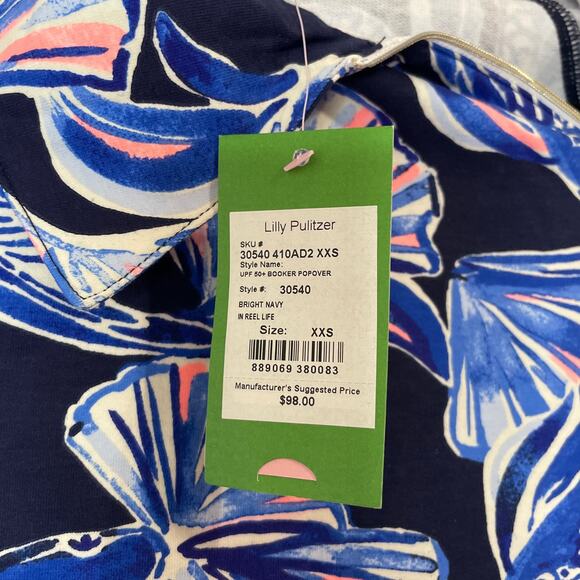 Lilly Pulitzer
SKU #
30540 410AD2 XXS
Style Name:
UPF 50+ BOOKER POPOVER
Style #: 30540
BRIGHT NAVY
IN REEL LIFE
Size: XXS
889069 380083
Manufacturer's Suggested Price
$98.00